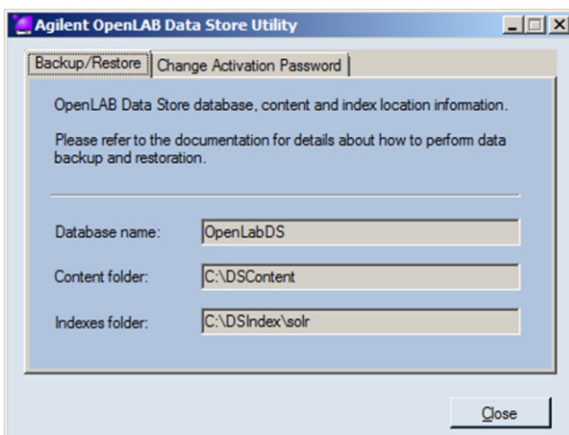 Agilent OpenLAB Data Store Utility
Backup/Restore Change Activation Password
OpenLAB Data Store database, content and index location information.
Please refer to the documentation for details about how to perform data
backup and restoration.
Database name: OpenLabDS
Content folder: C:\DSContent
Indexes folder: C:\DSIndex\solr
Close